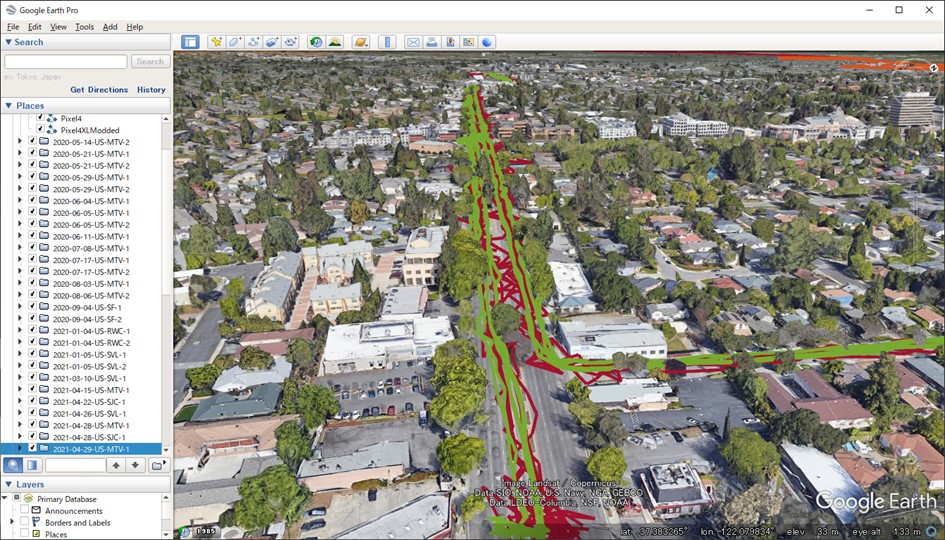 Google Earth Pro
File Edit View Tools Add Help
Search
Search
ex: Tokyo, Japan
Get Directions History
Places
Pixel4
Pixel4XLModded
2020-05-14-US-MTV-2
2020-05-21-US-MTV-1
2020-05-21-US-MTV-2
2020-05-29-US-MTV-1
2020-05-29-US-MTV-2
2020-06-04-US-MTV-1
2020-06-04-US-MTV-2
2020-06-05-US-MTV-2
2020-06-11-US-MTV-1
2020-07-08-US-MTV-1
2020-07-17-US-MTV-1
2020-07-17-US-MTV-2
2020-08-03-US-MTV-1
2020-08-06-US-MTV-2
2020-09-04-US-SF-1
2020-09-04-US-SF-2
2021-01-04-US-RWC-1
2021-01-04-US-RWC-2
2021-01-05-US-SVL-1
2021-01-05-US-SVL-2
2021-03-10-US-SVL-1
2021-04-15-US-MTV-1
2021-04-22-US-SJC-1
2021-04-26-US-SVL-1
2021-04-28-US-MTV-1
2021-04-28-US-SJC-1
2021-04-29-US-MTV-1
Layers
Primary Database
Announcements
Borders and Labels
Places
Image Landsat / Copernicus
Data SIO, NOAA, U.S. Navy, NGA, GEBCO
Data LDEO-Columbia, NSF, NOAA
Google Earth
1985
lat 37.383265° lon -122.079834° elev 33 m eye alt 133 m